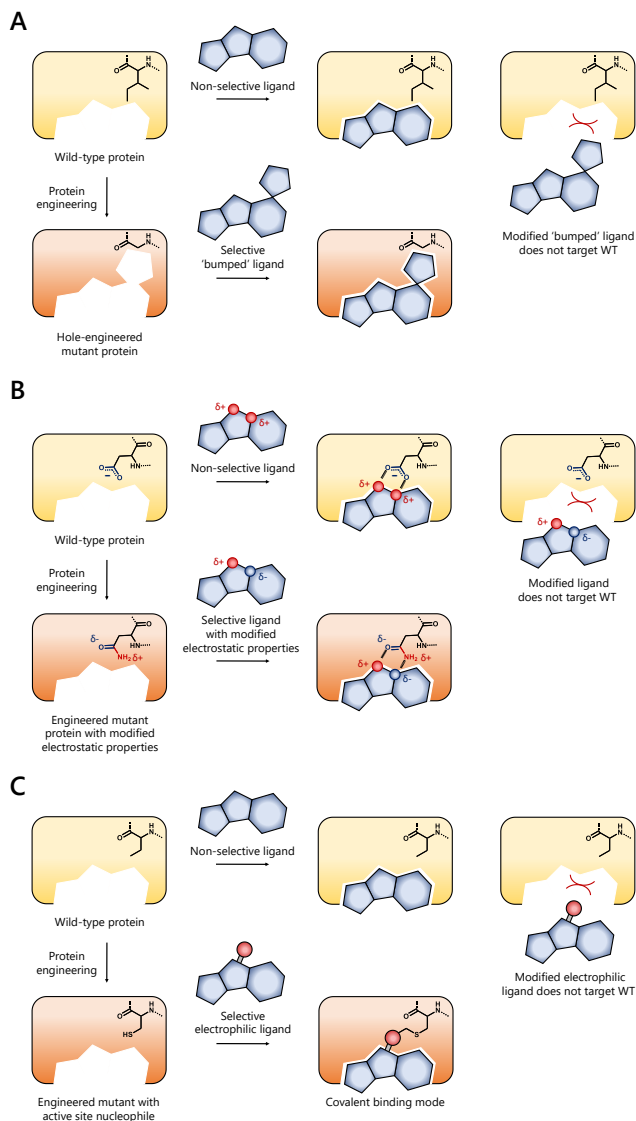 A
O
H
N
Non-selective ligand
O
H
N
O
H
N
Wild-type protein
Protein
engineering
Selective
'bumped' ligand
Modified 'bumped' ligand
does not target WT
O
H
N
O
H
N
Hole-engineered
mutant protein
B
δ+
δ+
Non-selective ligand
O
O
O
N
H
–
O
O
O
N
H
–
δ+
δ+
O
O
O
N
H
–
Wild-type protein
δ+
δ-
Modified ligand
does not target WT
Protein
engineering
δ+
δ-
Selective ligand
with modified
electrostatic properties
δ-
O
NH₂
δ+
O
N
H
δ-
O
NH₂
δ+
O
N
H
δ+
δ-
Engineered mutant
protein with modified
electrostatic properties
C
O
H
N
Non-selective ligand
O
H
N
O
H
N
Wild-type protein
Protein
engineering
Selective
electrophilic ligand
Modified electrophilic
ligand does not target WT
O
H
N
HS
O
H
N
S
Engineered mutant with
active site nucleophile
Covalent binding mode